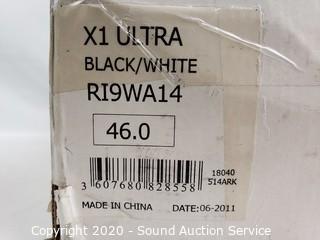 X1 ULTRA
BLACK/WHITE
RI9WA14
46.0
18040
514ARK
3 607680 828558
MADE IN CHINA DATE:06-2011
Copyright 2020 - Sound Auction Service